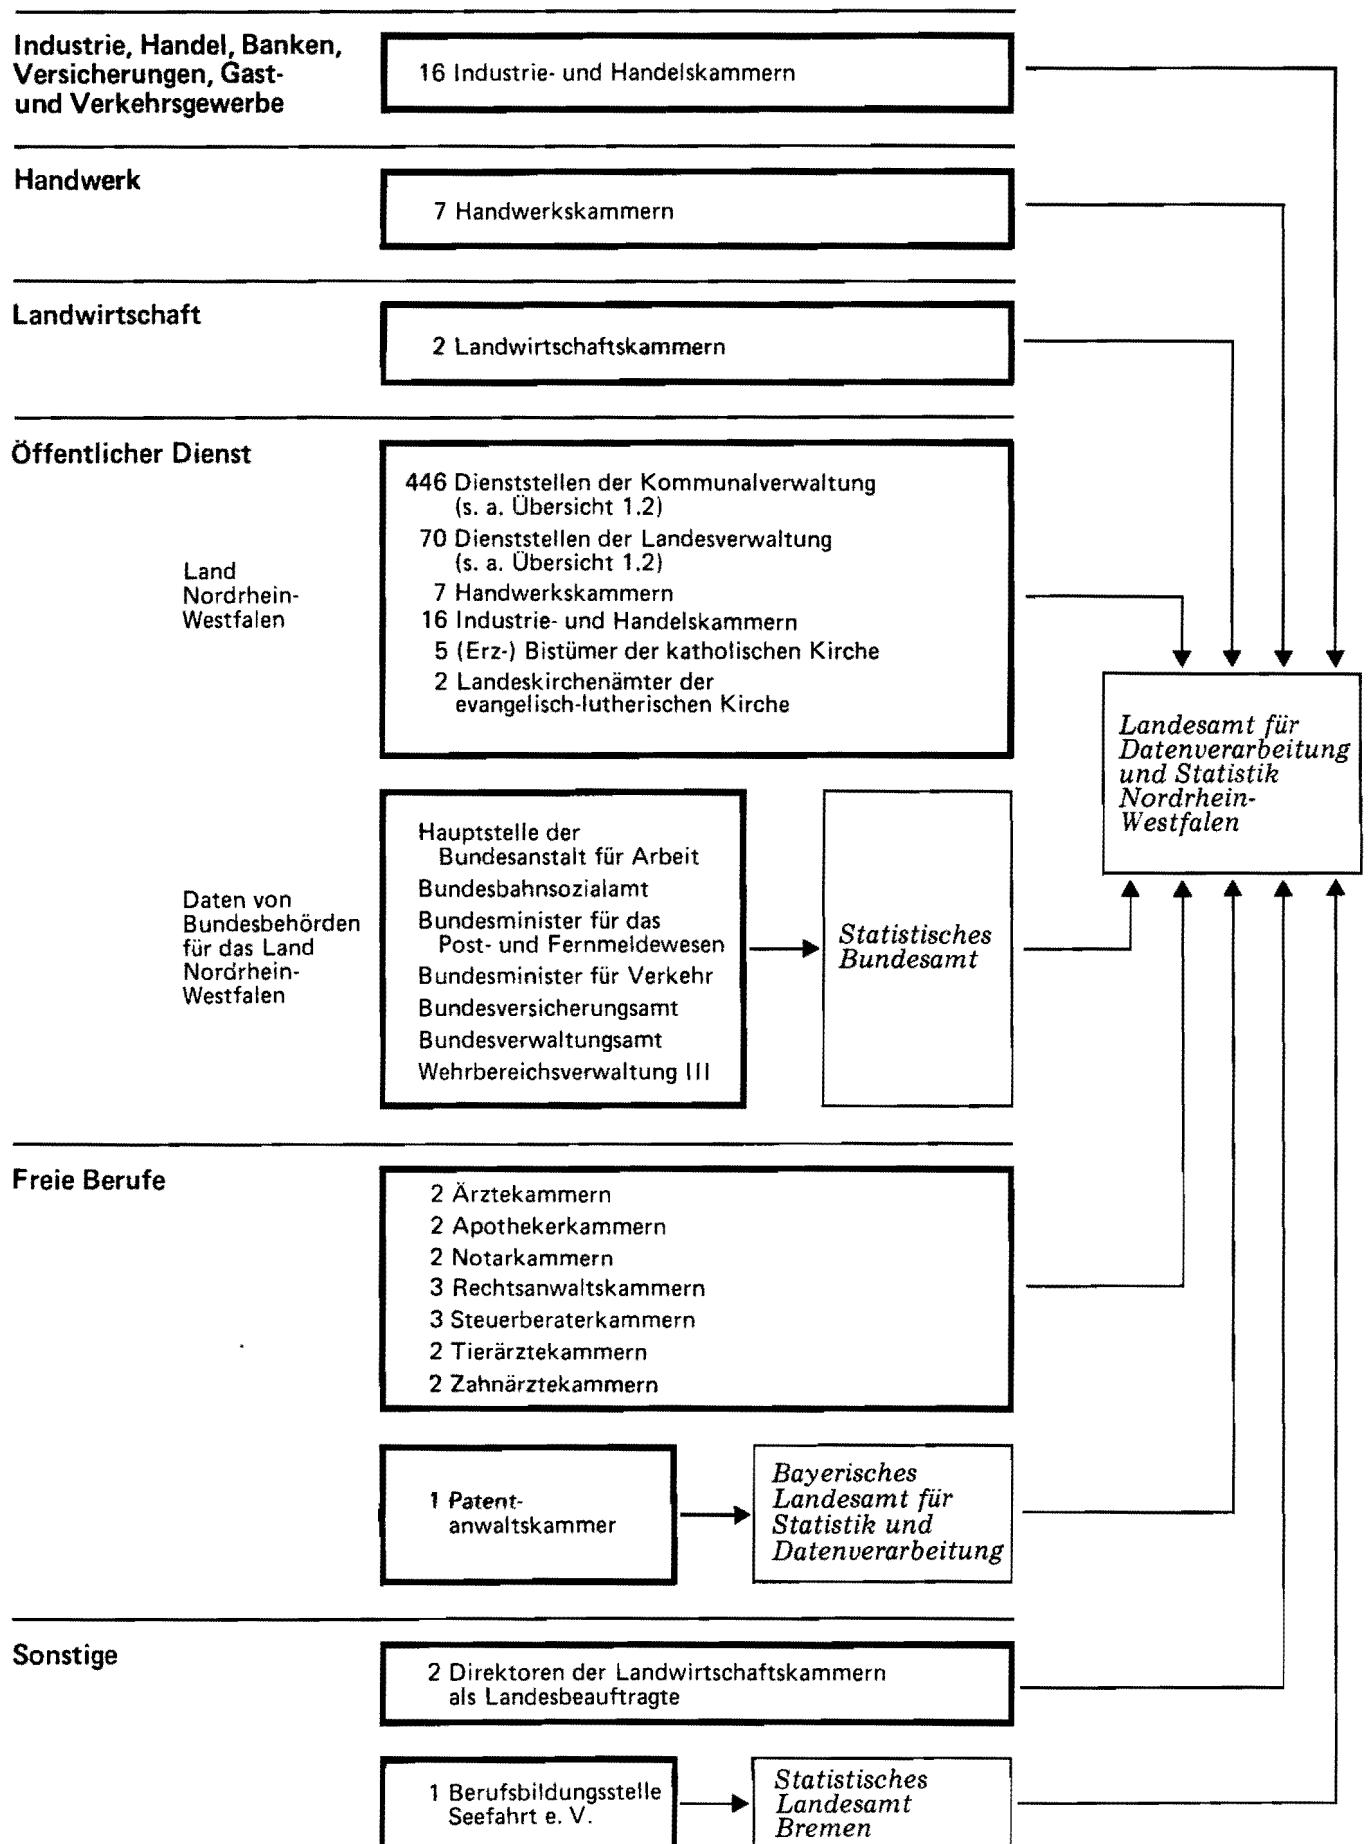 Industrie, Handel, Banken,
Versicherungen, Gast-
und Verkehrsgewerbe
16 Industrie- und Handelskammern
Handwerk
7 Handwerkskammern
Landwirtschaft
2 Landwirtschaftskammern
Öffentlicher Dienst
Land
Nordrhein-
Westfalen
446 Dienststellen der Kommunalverwaltung
(s. a. Übersicht 1.2)
70 Dienststellen der Landesverwaltung
(s. a. Übersicht 1.2)
7 Handwerkskammern
16 Industrie- und Handelskammern
5 (Erz-) Bistümer der katholischen Kirche
2 Landeskirchenämter der
evangelisch-lutherischen Kirche
Landesamt für
Datenverarbeitung
und Statistik
Nordrhein-
Westfalen
Daten von
Bundesbehörden
für das Land
Nordrhein-
Westfalen
Hauptstelle der
Bundesanstalt für Arbeit
Bundesbahnsozialamt
Bundesminister für das
Post- und Fernmeldewesen
Bundesminister für Verkehr
Bundesversicherungsamt
Bundesverwaltungsamt
Wehrbereichsverwaltung III
Statistisches
Bundesamt
Freie Berufe
2 Ärztekammern
2 Apothekerkammern
2 Notarkammern
3 Rechtsanwaltskammern
3 Steuerberaterkammern
2 Tierärztekammern
2 Zahnärztekammern
1 Patent-
anwaltskammer
Bayerisches
Landesamt für
Statistik und
Datenverarbeitung
Sonstige
2 Direktoren der Landwirtschaftskammern
als Landesbeauftragte
1 Berufsbildungsstelle
Seefahrt e. V.
Statistisches
Landesamt
Bremen